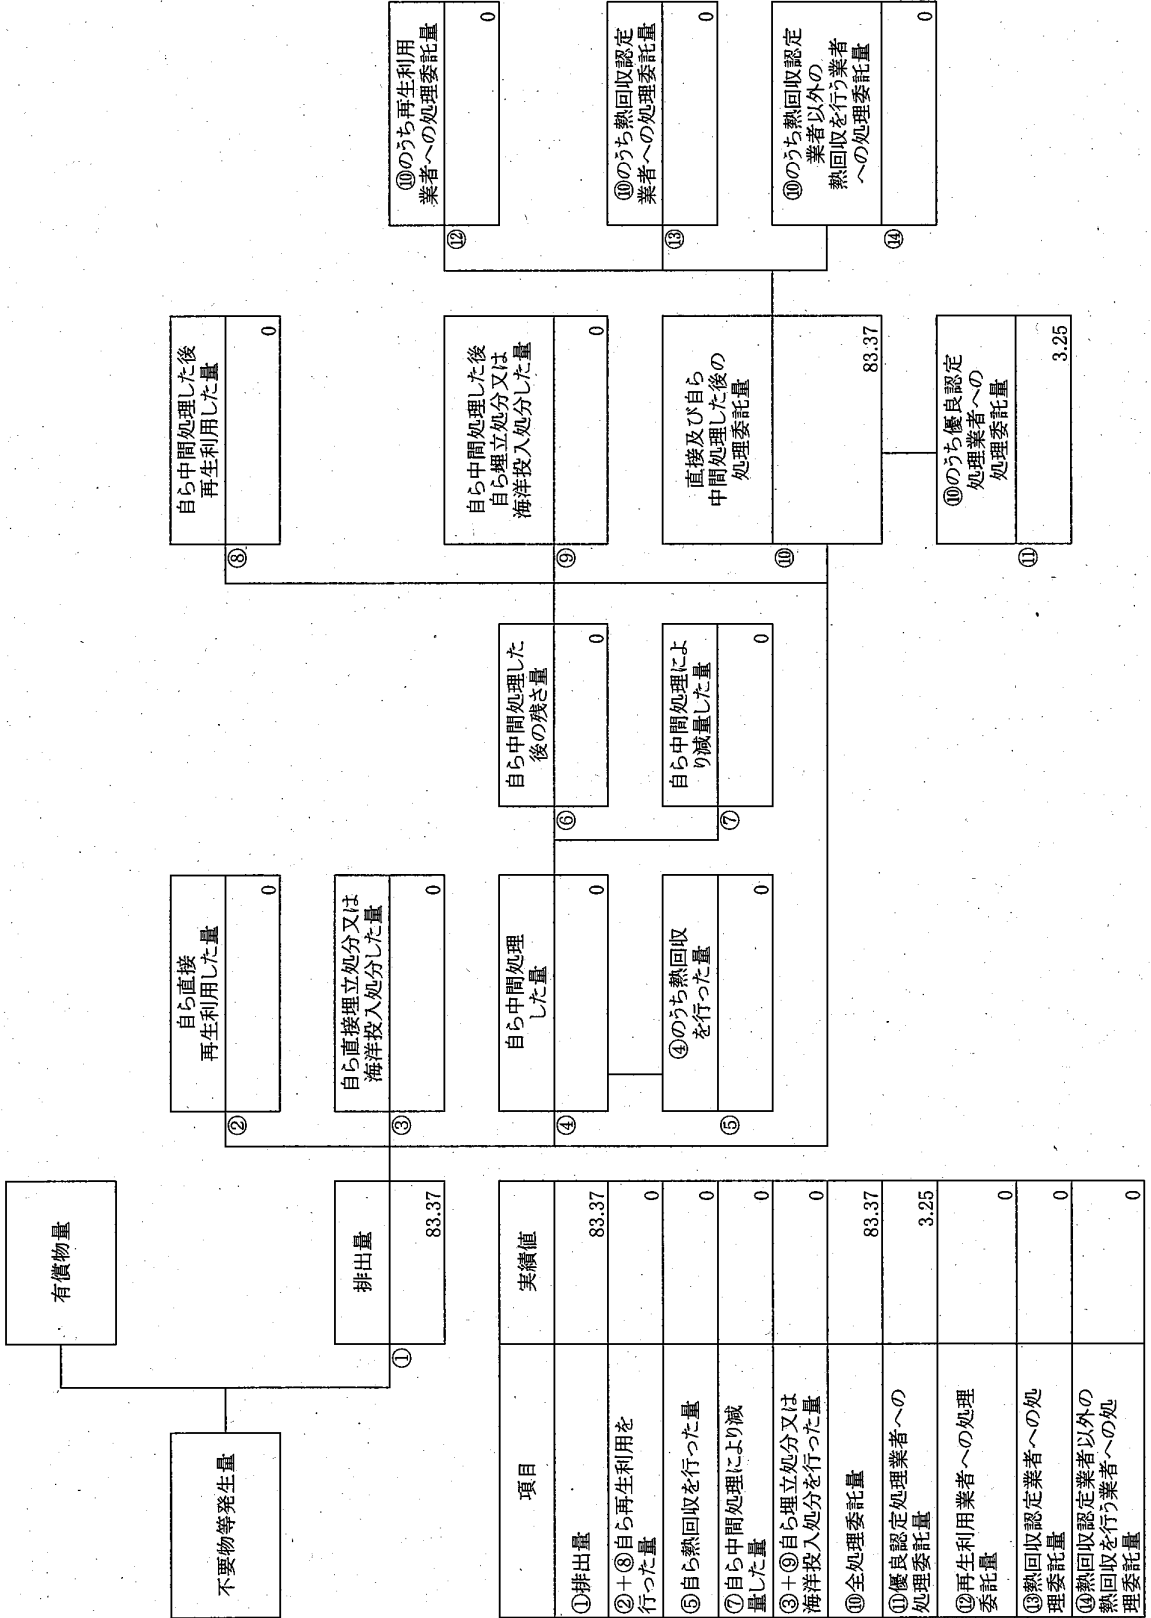 不要物等発生量
有償物量
排出量
①
83.37
自ら直接
再生利用した量
②
0
自ら直接埋立処分又は
海洋投入処分した量
③
0
自ら中間処理
した量
④
0
④のうち熱回収
を行った量
⑤
0
自ら中間処理した
後の残さ量
⑥
0
自ら中間処理によ
り減量した量
⑦
0
自ら中間処理した後
再生利用した量
⑧
0
自ら中間処理した後
自ら埋立処分又は
海洋投入処分した量
⑨
0
直接及び自ら
中間処理した後の
処理委託量
⑩
83.37
⑩のうち優良認定
処理業者への
処理委託量
⑪
3.25
⑩のうち再生利用
業者への処理委託量
⑫
0
⑩のうち熱回収認定
業者への処理委託量
⑬
0
⑩のうち熱回収認定
業者以外の
熱回収を行う業者
への処理委託量
⑭
0
項目 実績値
①排出量 83.37
②+⑧自ら再生利用を
行った量 0
⑤自ら熱回収を行った量 0
⑦自ら中間処理により減
量した量 0
③+⑨自ら埋立処分又は
海洋投入処分を行った量 0
⑩全処理委託量 83.37
⑪優良認定処理業者への
処理委託量 3.25
⑫再生利用業者への処理
委託量 0
⑬熱回収認定業者への処
理委託量 0
⑭熱回収認定業者以外の
熱回収を行う業者への処
理委託量 0